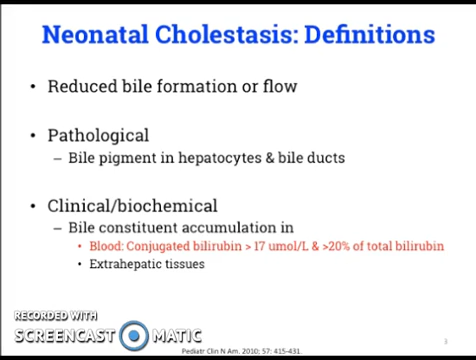 Neonatal Cholestasis: Definitions
• Reduced bile formation or flow
• Pathological
– Bile pigment in hepatocytes & bile ducts
• Clinical/biochemical
– Bile constituent accumulation in
• Blood: Conjugated bilirubin > 17 umol/L & >20% of total bilirubin
• Extrahepatic tissues
RECORDED WITH
SCREENCAST MATIC
Pediatr Clin N Am. 2010; 57: 415-431.
3